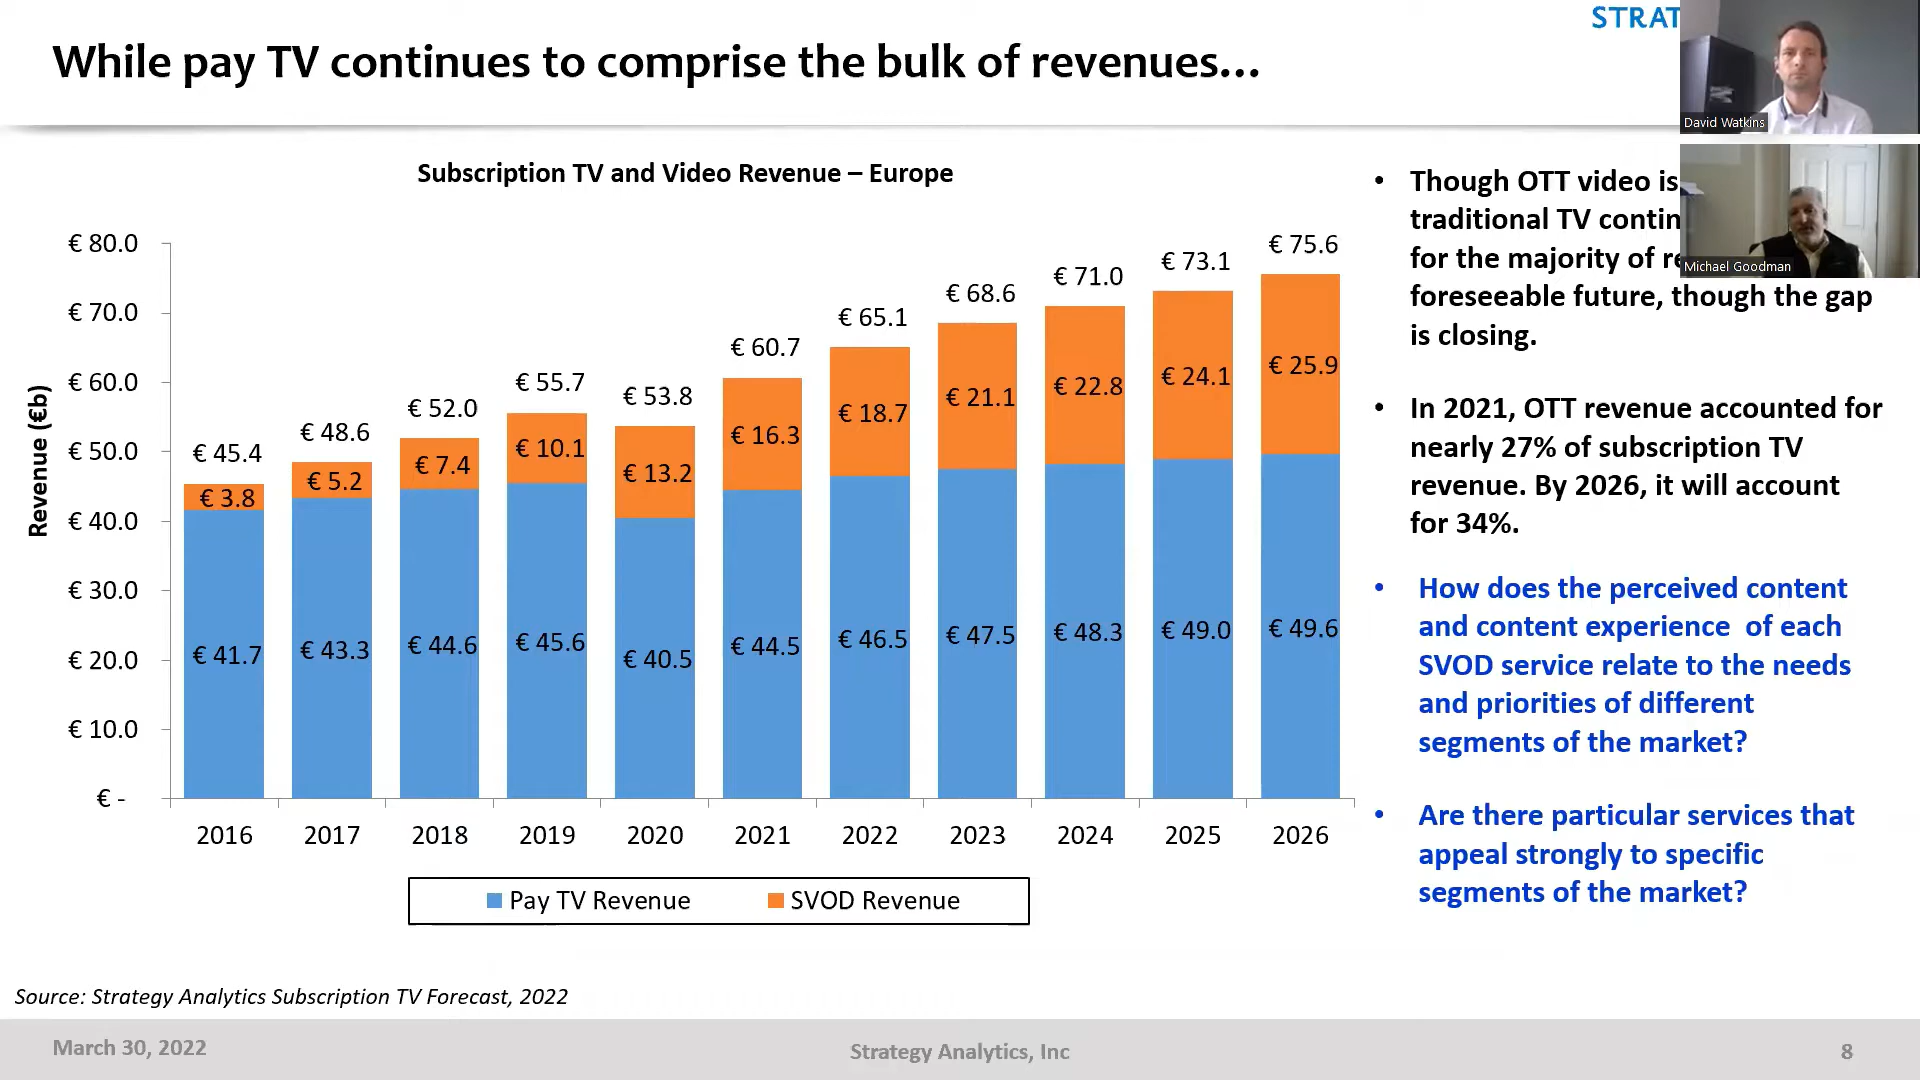 STRAT
While pay TV continues to comprise the bulk of revenues...
David Watkins
Michael Goodman
Subscription TV and Video Revenue – Europe
Revenue (€b)
€ 80.0
€ 70.0
€ 60.0
€ 50.0
€ 40.0
€ 30.0
€ 20.0
€ 10.0
€ -
€ 45.4
€ 48.6
€ 52.0
€ 55.7
€ 53.8
€ 60.7
€ 65.1
€ 68.6
€ 71.0
€ 73.1
€ 75.6
€ 3.8
€ 5.2
€ 7.4
€ 10.1
€ 13.2
€ 16.3
€ 18.7
€ 21.1
€ 22.8
€ 24.1
€ 25.9
€ 41.7
€ 43.3
€ 44.6
€ 45.6
€ 40.5
€ 44.5
€ 46.5
€ 47.5
€ 48.3
€ 49.0
€ 49.6
2016 2017 2018 2019 2020 2021 2022 2023 2024 2025 2026
Pay TV Revenue SVOD Revenue
• Though OTT video is
traditional TV contin
for the majority of re
foreseeable future, though the gap
is closing.
• In 2021, OTT revenue accounted for
nearly 27% of subscription TV
revenue. By 2026, it will account
for 34%.
• How does the perceived content
and content experience of each
SVOD service relate to the needs
and priorities of different
segments of the market?
• Are there particular services that
appeal strongly to specific
segments of the market?
Source: Strategy Analytics Subscription TV Forecast, 2022
March 30, 2022
Strategy Analytics, Inc
8